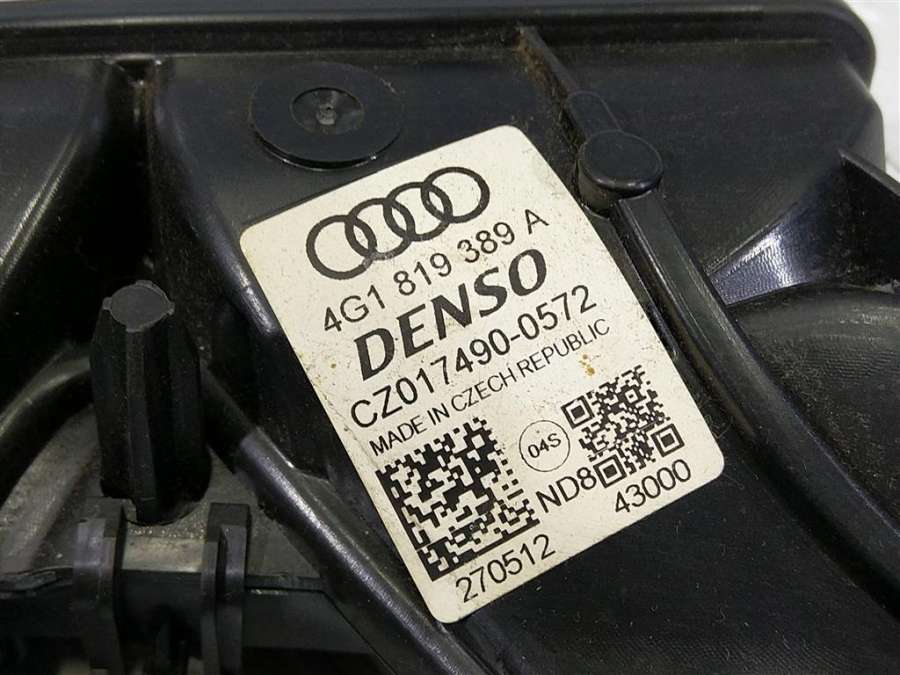 4G1 819 389 A
DENSO
CZ017490-0572
MADE IN CZECH REPUBLIC
04S
ND8
43000
270512